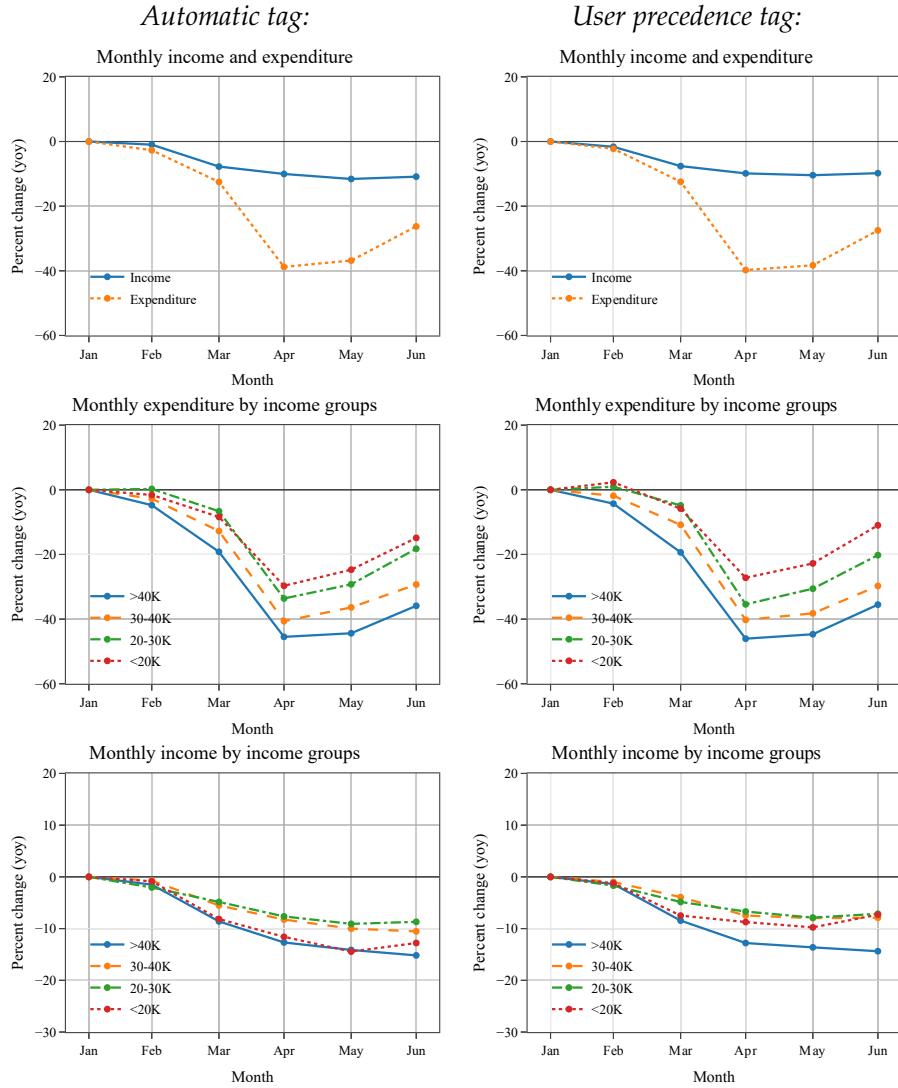 Automatic tag:
User precedence tag:
Monthly income and expenditure
Percent change (yoy)
20
0
−20
−40
−60
Income
Expenditure
Jan Feb Mar Apr May Jun
Month
Monthly income and expenditure
Percent change (yoy)
20
0
−20
−40
−60
Income
Expenditure
Jan Feb Mar Apr May Jun
Month
Monthly expenditure by income groups
Percent change (yoy)
20
0
−20
−40
−60
>40K
30-40K
20-30K
<20K
Jan Feb Mar Apr May Jun
Month
Monthly expenditure by income groups
Percent change (yoy)
20
0
−20
−40
−60
>40K
30-40K
20-30K
<20K
Jan Feb Mar Apr May Jun
Month
Monthly income by income groups
Percent change (yoy)
20
10
0
−10
−20
−30
>40K
30-40K
20-30K
<20K
Jan Feb Mar Apr May Jun
Month
Monthly income by income groups
Percent change (yoy)
20
10
0
−10
−20
−30
>40K
30-40K
20-30K
<20K
Jan Feb Mar Apr May Jun
Month